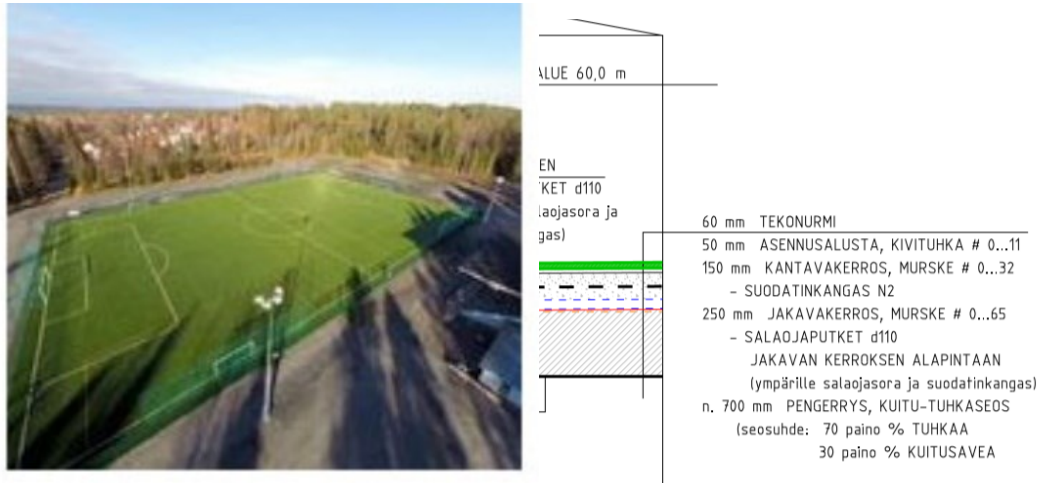 ALUE 60,0 m
EN
TKET d110
laojasora ja
gas)
60 mm TEKONURMI
50 mm ASENNUSALUSTA, KIVITUHKA # 0...11
150 mm KANTAVAKERROS, MURSKE # 0...32
- SUODATINKANGAS N2
250 mm JAKAVAKERROS, MURSKE # 0...65
- SALAOJAPUTKET d110
JAKAVAN KERROKSEN ALAPINTAAN
(ympärille salaojasora ja suodatinkangas)
n. 700 mm PENGERRYS, KUITU-TUHKASEOS
(seosuhde: 70 paino % TUHKAA
30 paino % KUITUSAVEA